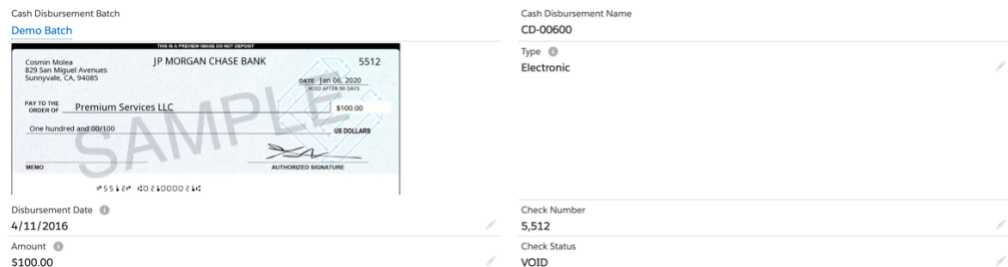 Cash Disbursement Batch
Demo Batch
Cash Disbursement Name
CD-00600
THIS IS A PREVIEW IMAGE DO NOT DEPOSIT
Cosmin Molea
829 San Miguel Avenues
Sunnyvale, CA, 94085
JP MORGAN CHASE BANK
5512
DATE Jan 06, 2020
VOID AFTER 90 DAYS
PAY TO THE
ORDER OF Premium Services LLC
$100.00
One hundred and 00/100
US DOLLARS
SAMPLE
MEMO
AUTHORIZED SIGNATURE
⑈5512⑈ ⑆021000021⑆
Type
Electronic
Disbursement Date
4/11/2016
Check Number
5,512
Amount
$100.00
Check Status
VOID